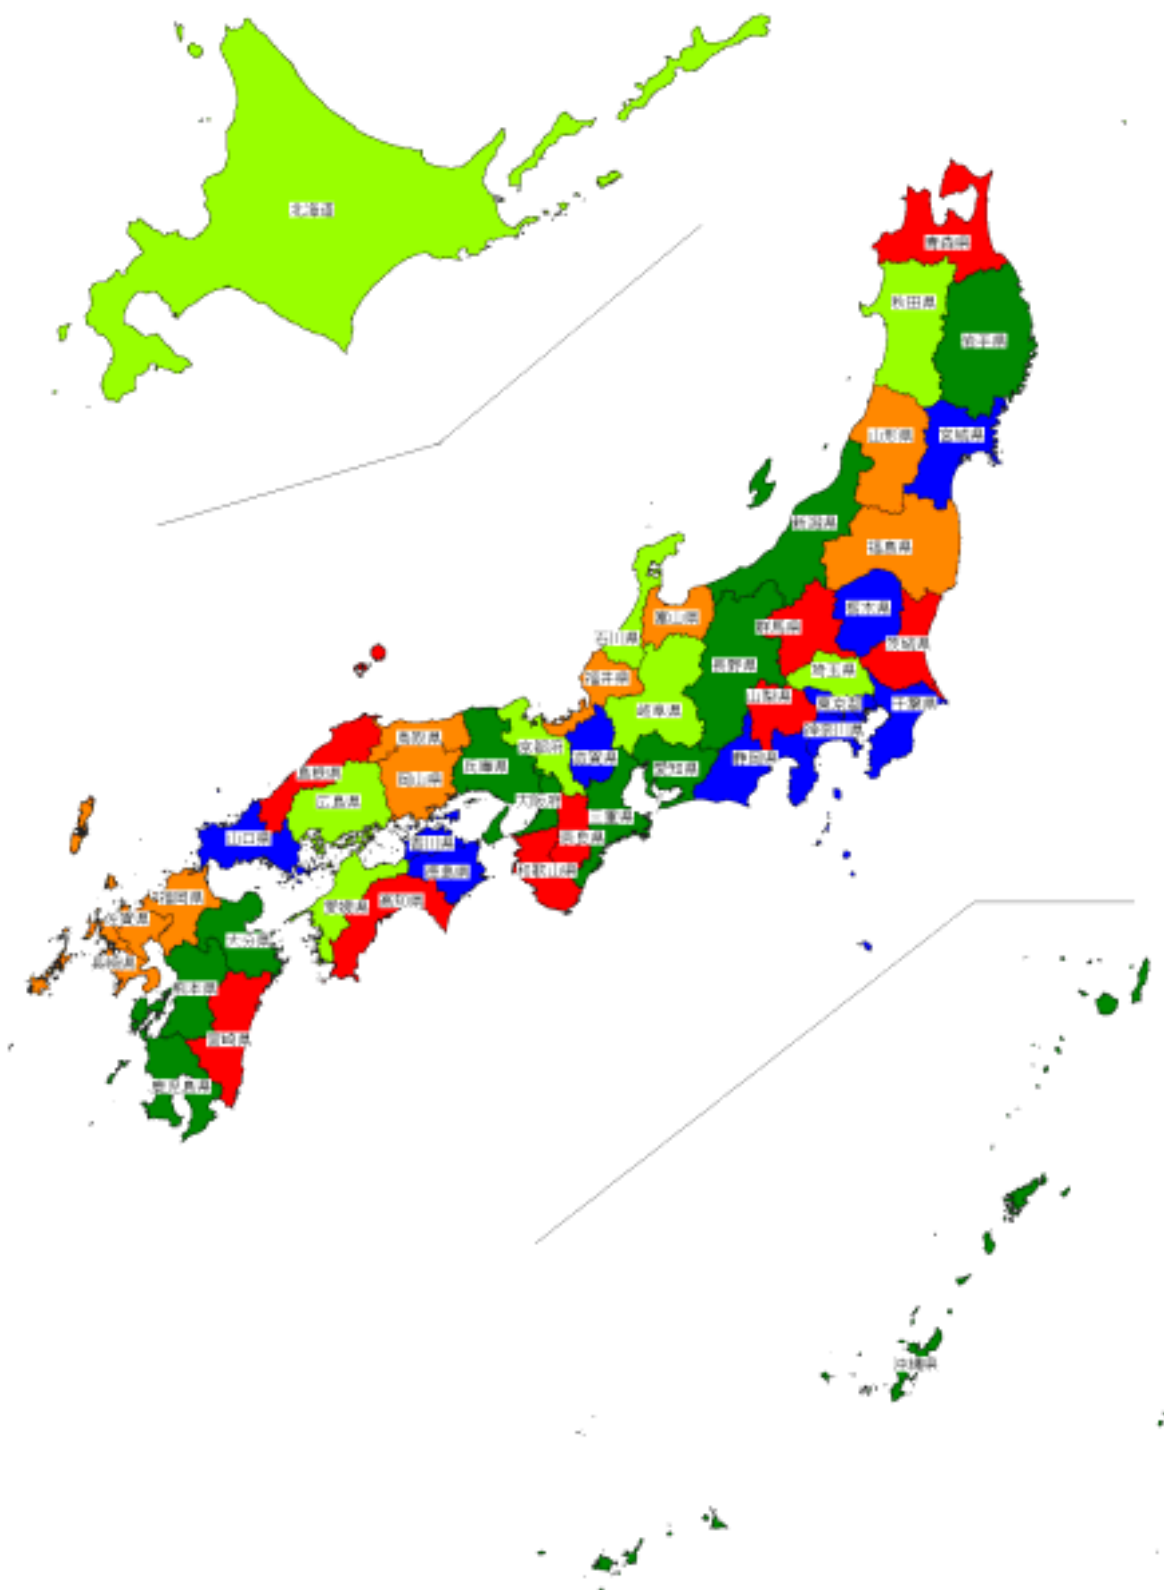 北海道
青森県
秋田県
岩手県
山形県
宮城県
新潟県
福島県
栃木県
群馬県
茨城県
石川県
富山県
長野県
埼玉県
福井県
岐阜県
山梨県
東京都
千葉県
神奈川県
静岡県
愛知県
滋賀県
京都府
兵庫県
大阪府
三重県
奈良県
和歌山県
鳥取県
島根県
岡山県
広島県
山口県
香川県
徳島県
愛媛県
高知県
福岡県
佐賀県
長崎県
大分県
熊本県
宮崎県
鹿児島県
沖縄県